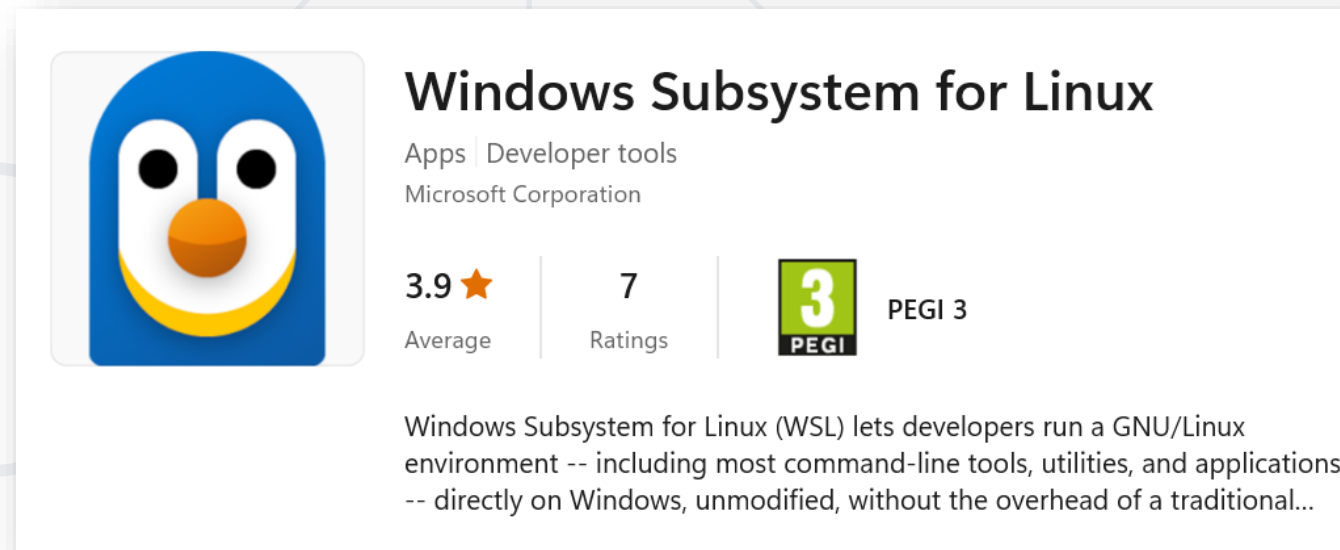 Windows Subsystem for Linux
Apps Developer tools
Microsoft Corporation
3.9
Average
7
Ratings
3
PEGI
PEGI 3
Windows Subsystem for Linux (WSL) lets developers run a GNU/Linux
environment -- including most command-line tools, utilities, and applications
-- directly on Windows, unmodified, without the overhead of a traditional...